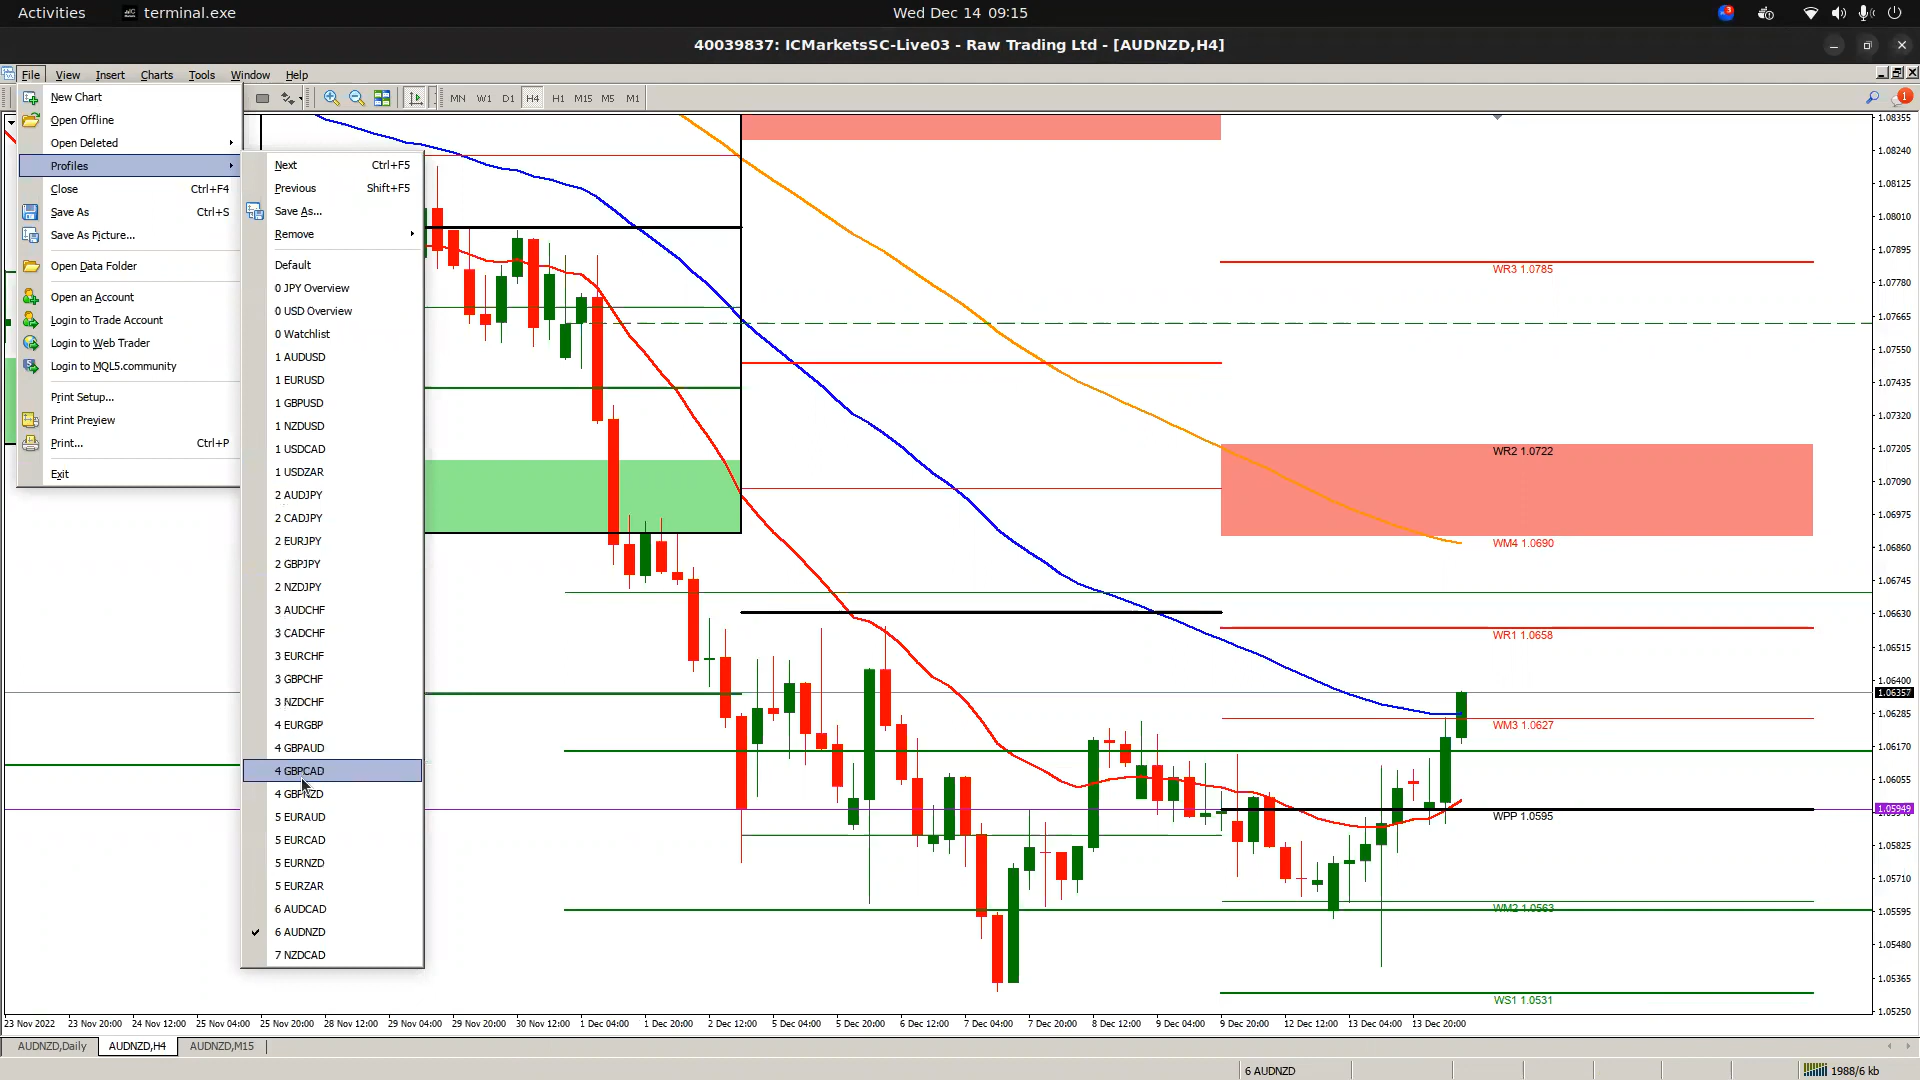 Activities
terminal.exe
Wed Dec 14 09:15
3
40039837: ICMarketsSC-Live03 - Raw Trading Ltd - [AUDNZD,H4]
File View Insert Charts Tools Window Help
MN W1 D1 H4 H1 M15 M5 M1
1
New Chart
Open Offline
Open Deleted
Profiles
Close Ctrl+F4
Save As Ctrl+S
Save As Picture...
Open Data Folder
Open an Account
Login to Trade Account
Login to Web Trader
Login to MQL5.community
Print Setup...
Print Preview
Print... Ctrl+P
Exit
Next Ctrl+F5
Previous Shift+F5
Save As...
Remove
Default
0 JPY Overview
0 USD Overview
0 Watchlist
1 AUDUSD
1 EURUSD
1 GBPUSD
1 NZDUSD
1 USDCAD
1 USDZAR
2 AUDJPY
2 CADJPY
2 EURJPY
2 GBPJPY
2 NZDJPY
3 AUDCHF
3 CADCHF
3 EURCHF
3 GBPCHF
3 NZDCHF
4 EURGBP
4 GBPAUD
4 GBPCAD
4 GBPNZD
5 EURAUD
5 EURCAD
5 EURNZD
5 EURZAR
6 AUDCAD
6 AUDNZD
7 NZDCAD
WR3 1.0785
WR2 1.0722
WM4 1.0690
WR1 1.0658
WM3 1.0627
WPP 1.0595
WM2 1.0563
WS1 1.0531
1.08355
1.08240
1.08125
1.08010
1.07895
1.07780
1.07665
1.07550
1.07435
1.07320
1.07205
1.07090
1.06975
1.06860
1.06745
1.06630
1.06515
1.06400
1.06357
1.06285
1.06170
1.06055
1.05949
1.05825
1.05710
1.05595
1.05480
1.05365
1.05250
23 Nov 2022 23 Nov 20:00 24 Nov 12:00 25 Nov 04:00 25 Nov 20:00 28 Nov 12:00 29 Nov 04:00 29 Nov 20:00 30 Nov 12:00 1 Dec 04:00 1 Dec 20:00 2 Dec 12:00 5 Dec 04:00 5 Dec 20:00 6 Dec 12:00 7 Dec 04:00 7 Dec 20:00 8 Dec 12:00 9 Dec 04:00 9 Dec 20:00 12 Dec 12:00 13 Dec 04:00 13 Dec 20:00
AUDNZD,Daily AUDNZD,H4 AUDNZD,M15
6 AUDNZD
1988/6 kb